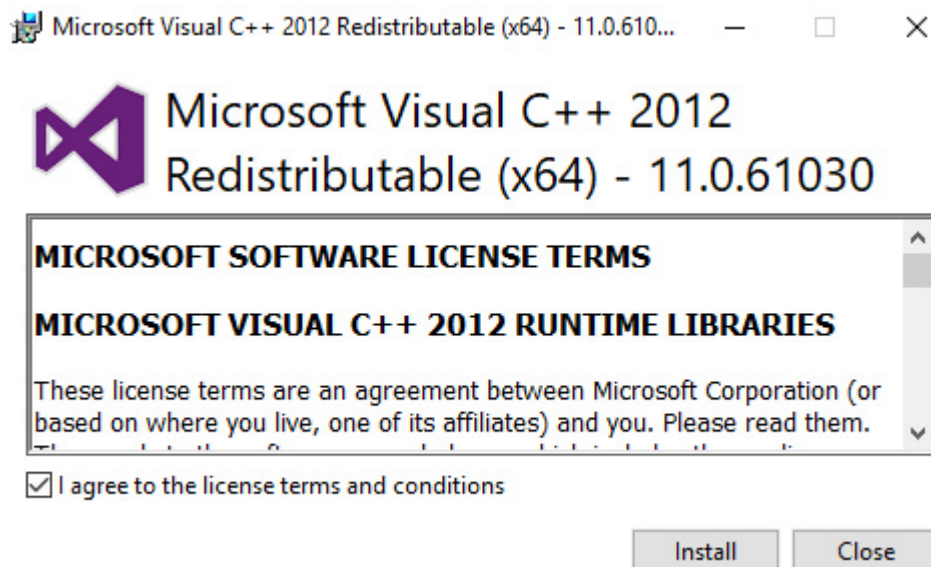 Microsoft Visual C++ 2012 Redistributable (x64) - 11.0.610...
Microsoft Visual C++ 2012
Redistributable (x64) - 11.0.61030
MICROSOFT SOFTWARE LICENSE TERMS
MICROSOFT VISUAL C++ 2012 RUNTIME LIBRARIES
These license terms are an agreement between Microsoft Corporation (or
based on where you live, one of its affiliates) and you. Please read them.
I agree to the license terms and conditions
Install
Close